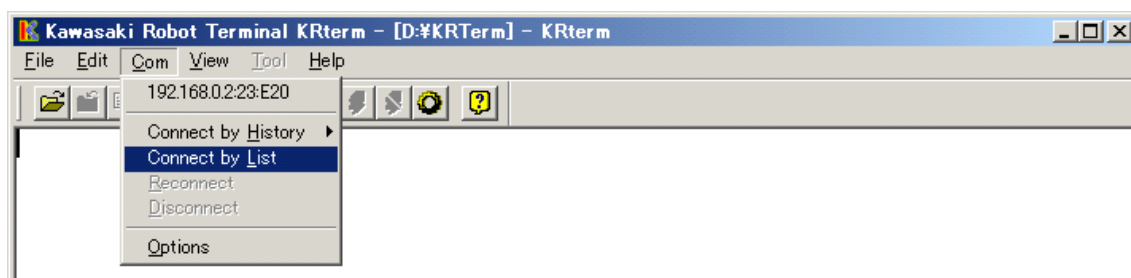 Kawasaki Robot Terminal KRterm - [D:¥KRTerm] - KRterm
File Edit Com View Tool Help
192.168.0.2:23:E20
Connect by History
Connect by List
Reconnect
Disconnect
Options